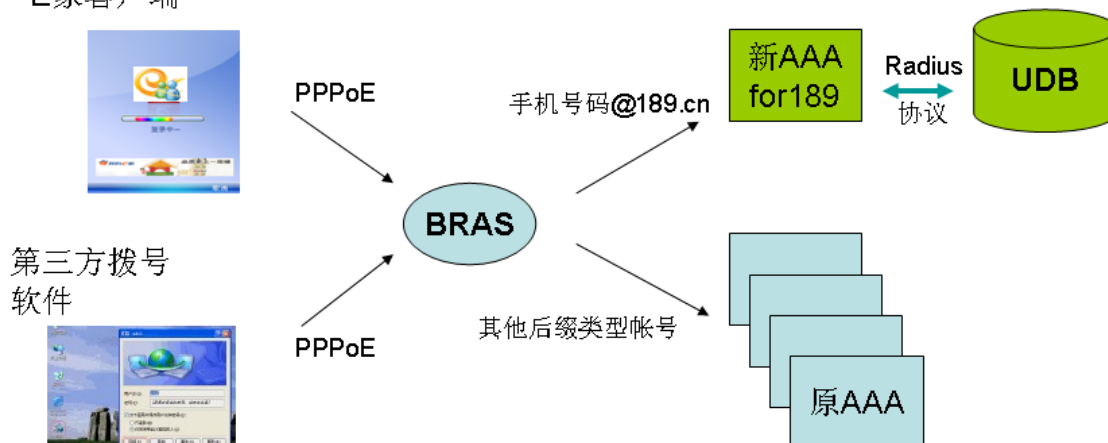 E家客户端
PPPoE
手机号码@189.cn
新AAA
for189
Radius
协议
UDB
BRAS
第三方拨号
软件
PPPoE
其他后缀类型帐号
原AAA